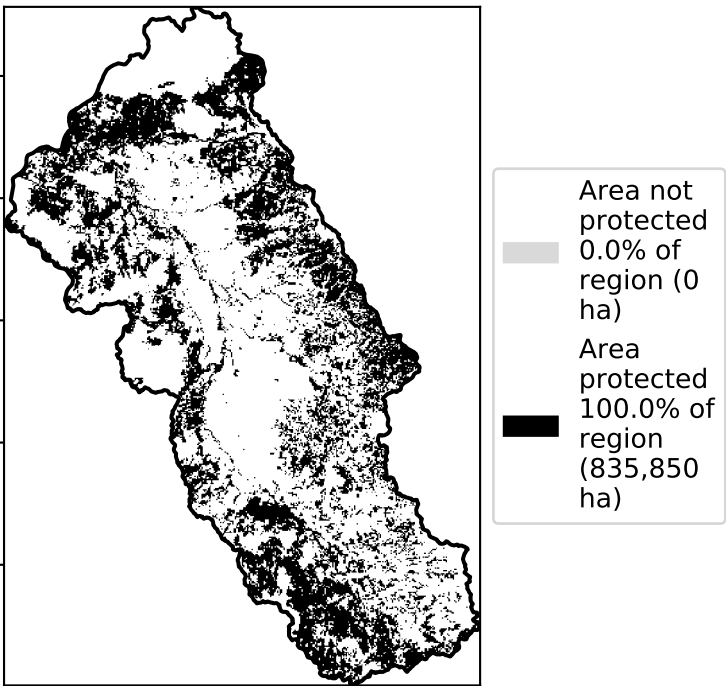 Area not
protected
0.0% of
region (0
ha)
Area
protected
100.0% of
region
(835,850
ha)